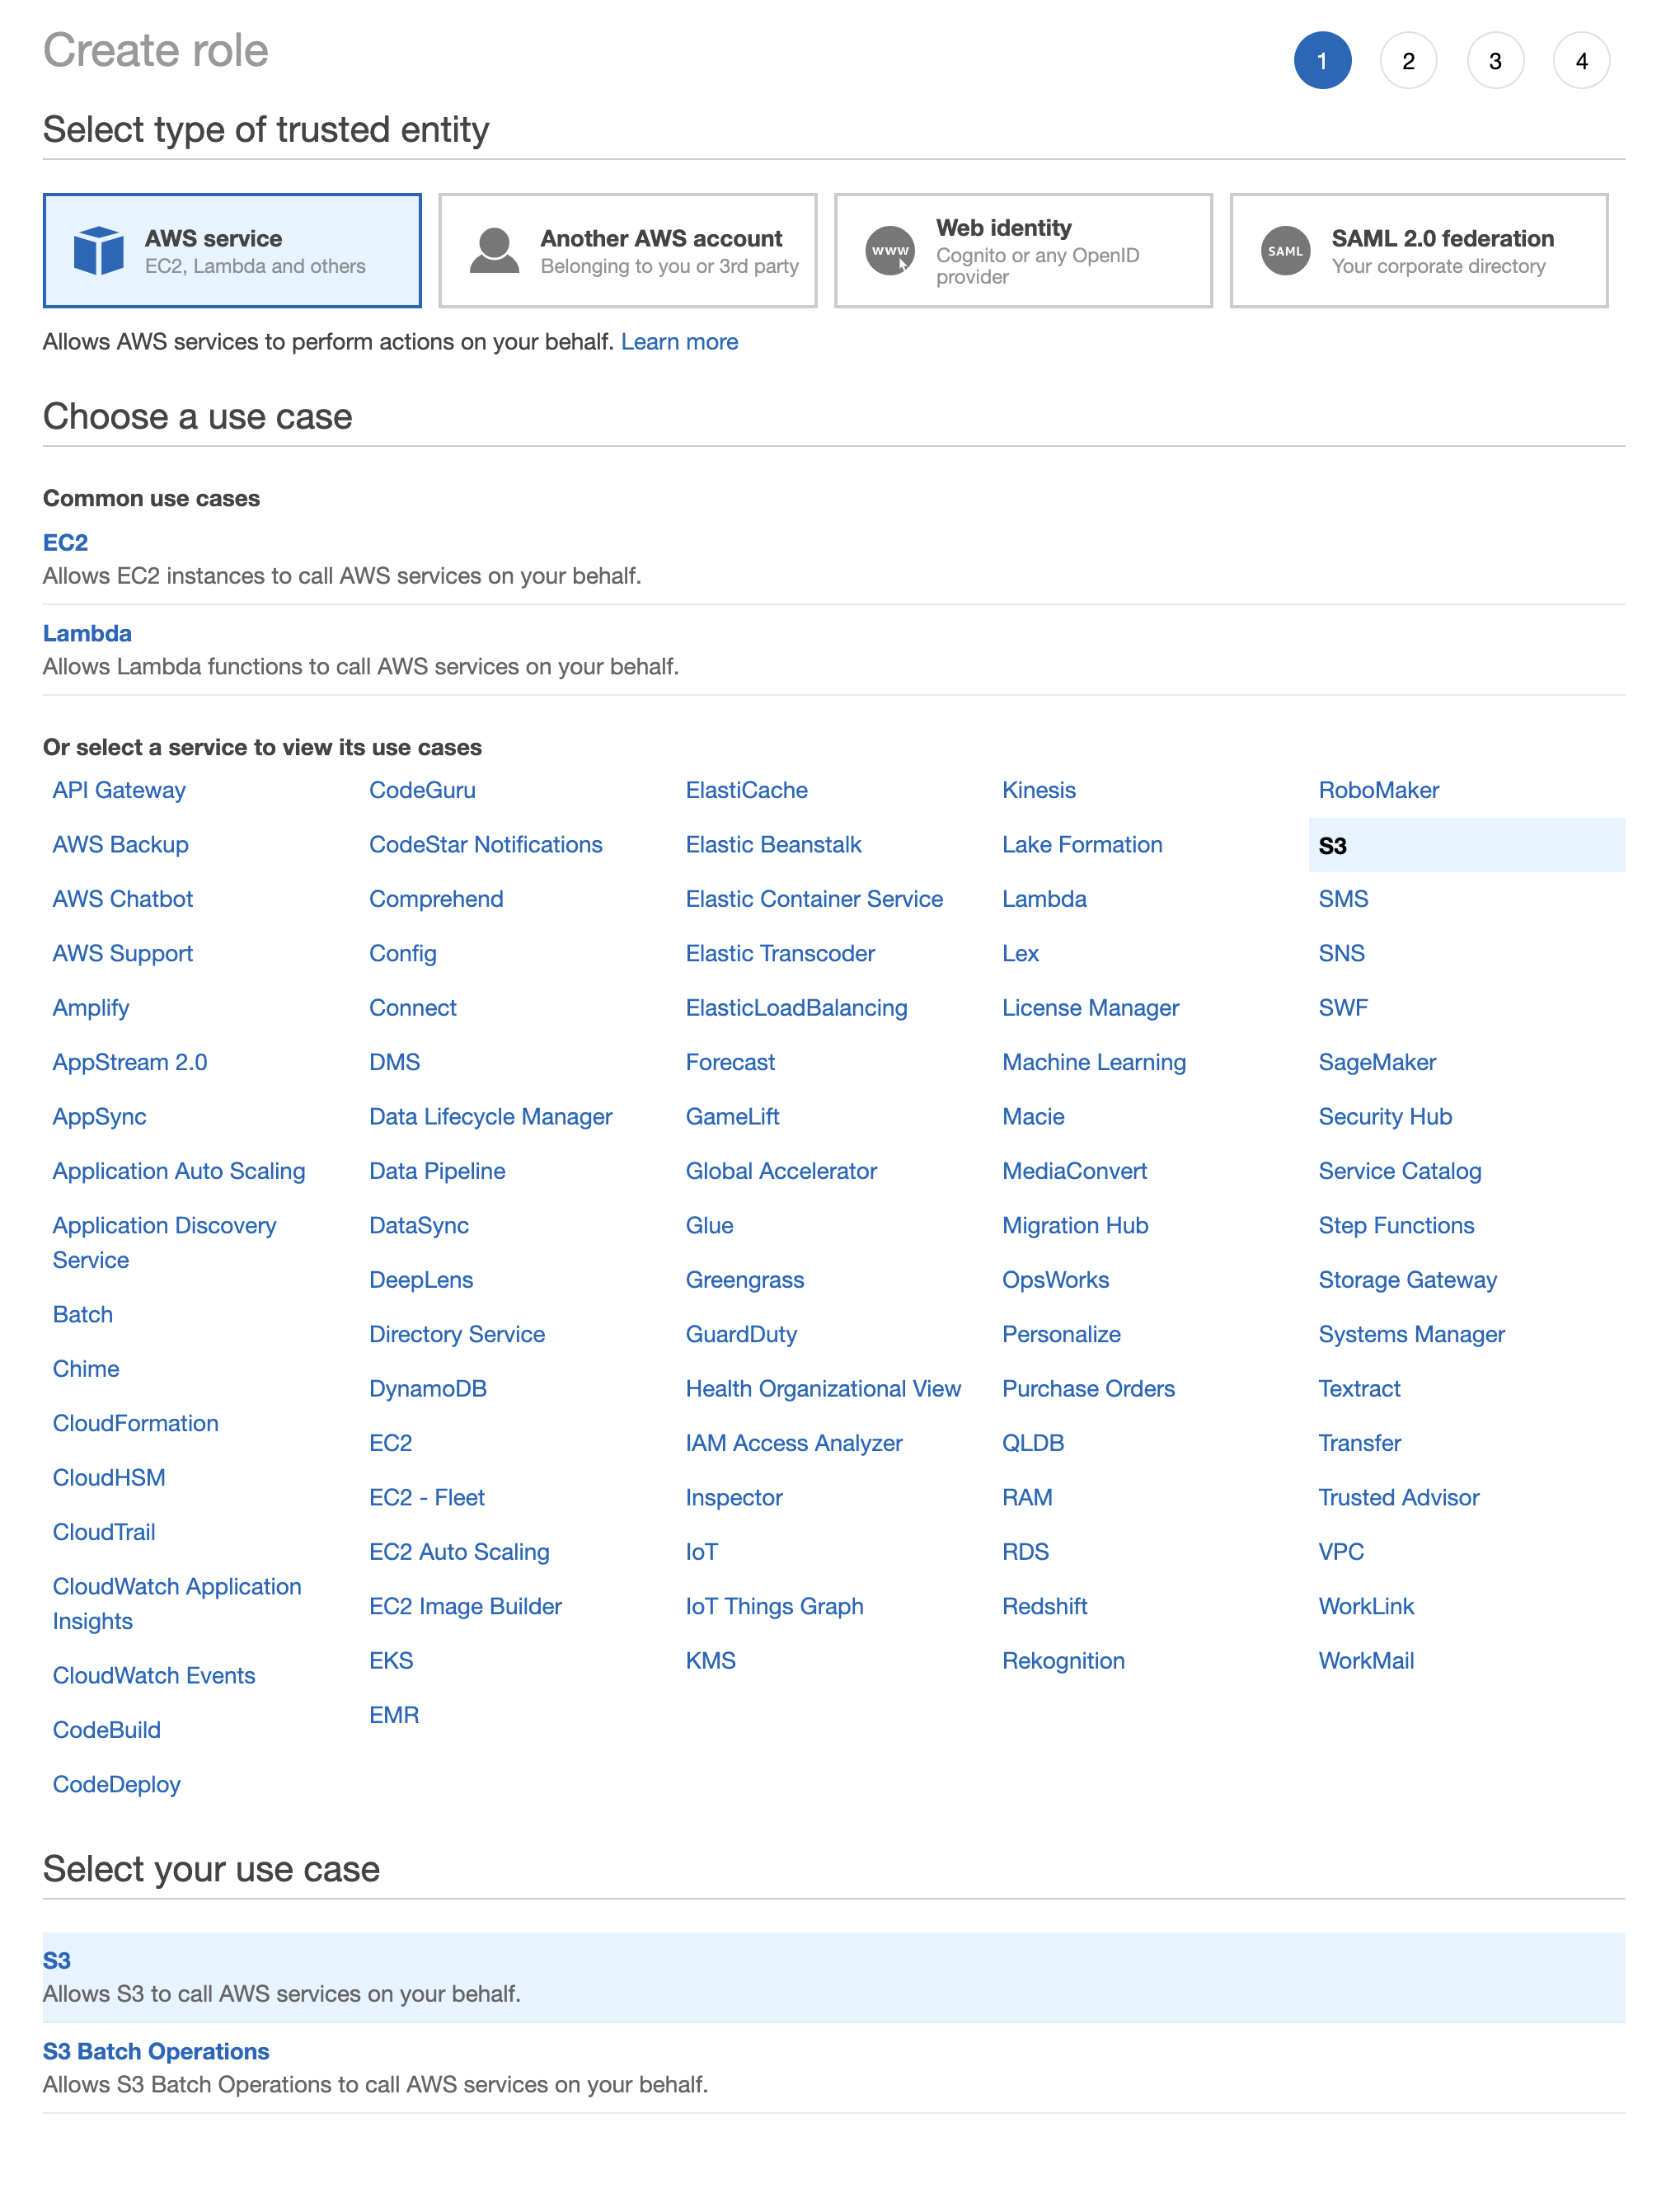 Create role
1 2 3 4
Select type of trusted entity
AWS service
EC2, Lambda and others
Another AWS account
Belonging to you or 3rd party
www
Web identity
Cognito or any OpenID
provider
SAML
SAML 2.0 federation
Your corporate directory
Allows AWS services to perform actions on your behalf. Learn more
Choose a use case
Common use cases
EC2
Allows EC2 instances to call AWS services on your behalf.
Lambda
Allows Lambda functions to call AWS services on your behalf.
Or select a service to view its use cases
API Gateway
AWS Backup
AWS Chatbot
AWS Support
Amplify
AppStream 2.0
AppSync
Application Auto Scaling
Application Discovery
Service
Batch
Chime
CloudFormation
CloudHSM
CloudTrail
CloudWatch Application
Insights
CloudWatch Events
CodeBuild
CodeDeploy
CodeGuru
CodeStar Notifications
Comprehend
Config
Connect
DMS
Data Lifecycle Manager
Data Pipeline
DataSync
DeepLens
Directory Service
DynamoDB
EC2
EC2 - Fleet
EC2 Auto Scaling
EC2 Image Builder
EKS
EMR
ElastiCache
Elastic Beanstalk
Elastic Container Service
Elastic Transcoder
ElasticLoadBalancing
Forecast
GameLift
Global Accelerator
Glue
Greengrass
GuardDuty
Health Organizational View
IAM Access Analyzer
Inspector
IoT
IoT Things Graph
KMS
Kinesis
Lake Formation
Lambda
Lex
License Manager
Machine Learning
Macie
MediaConvert
Migration Hub
OpsWorks
Personalize
Purchase Orders
QLDB
RAM
RDS
Redshift
Rekognition
RoboMaker
S3
SMS
SNS
SWF
SageMaker
Security Hub
Service Catalog
Step Functions
Storage Gateway
Systems Manager
Textract
Transfer
Trusted Advisor
VPC
WorkLink
WorkMail
Select your use case
S3
Allows S3 to call AWS services on your behalf.
S3 Batch Operations
Allows S3 Batch Operations to call AWS services on your behalf.